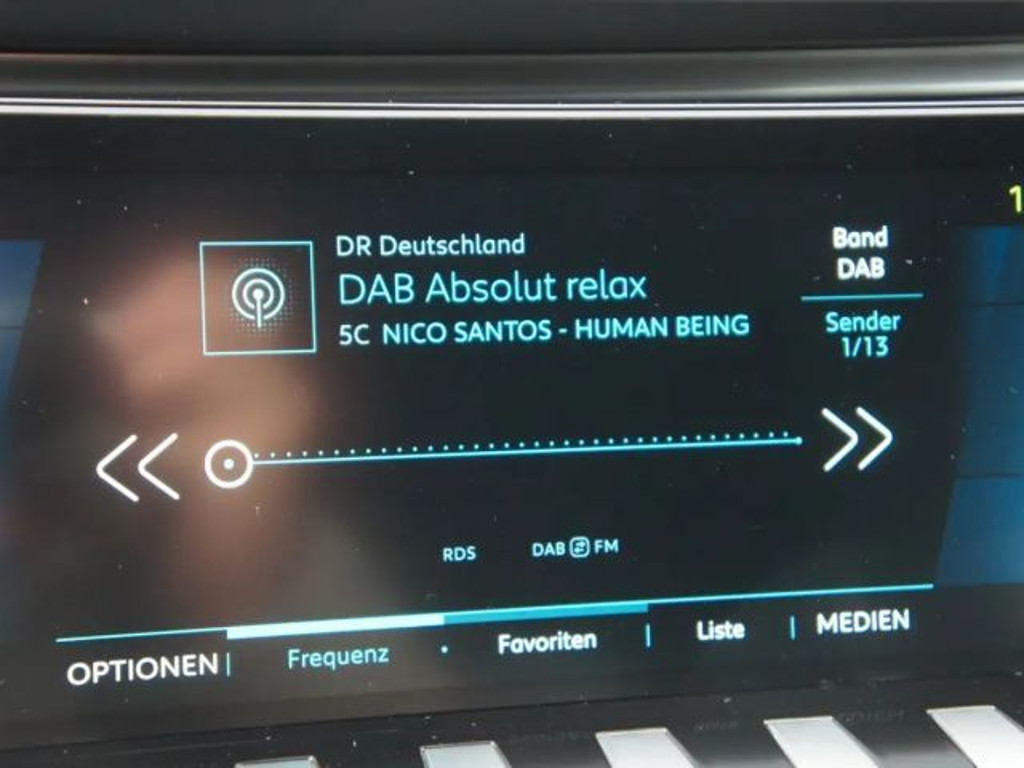 1
DR Deutschland
DAB Absolut relax
5C NICO SANTOS - HUMAN BEING
Band
DAB
Sender
1/13
RDS DAB FM
OPTIONEN | Frequenz • Favoriten | Liste | MEDIEN